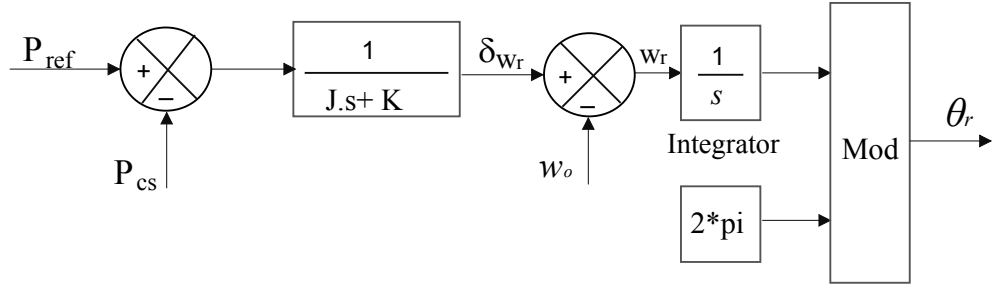 P_ref
+
−
P_cs
1
J.s+ K
δ_wr
+
−
w_o
w_r
1
s
Integrator
2*pi
Mod
θ_r